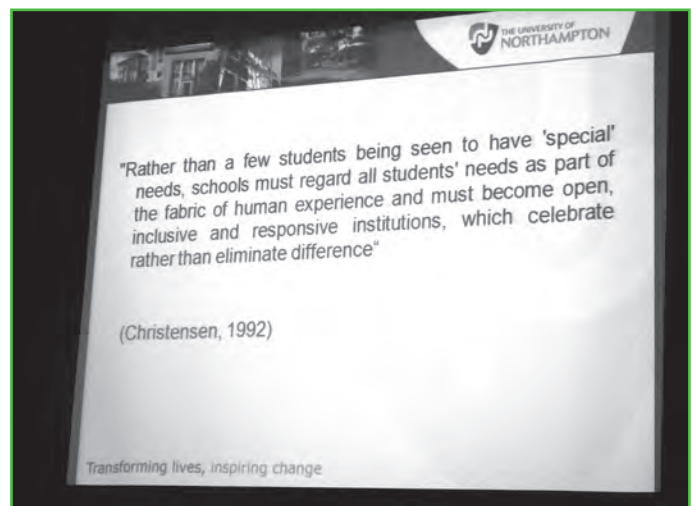 THE UNIVERSITY OF
NORTHAMPTON
"Rather than a few students being seen to have 'special'
needs, schools must regard all students' needs as part of
the fabric of human experience and must become open,
inclusive and responsive institutions, which celebrate
rather than eliminate difference“
(Christensen, 1992)
Transforming lives, inspiring change